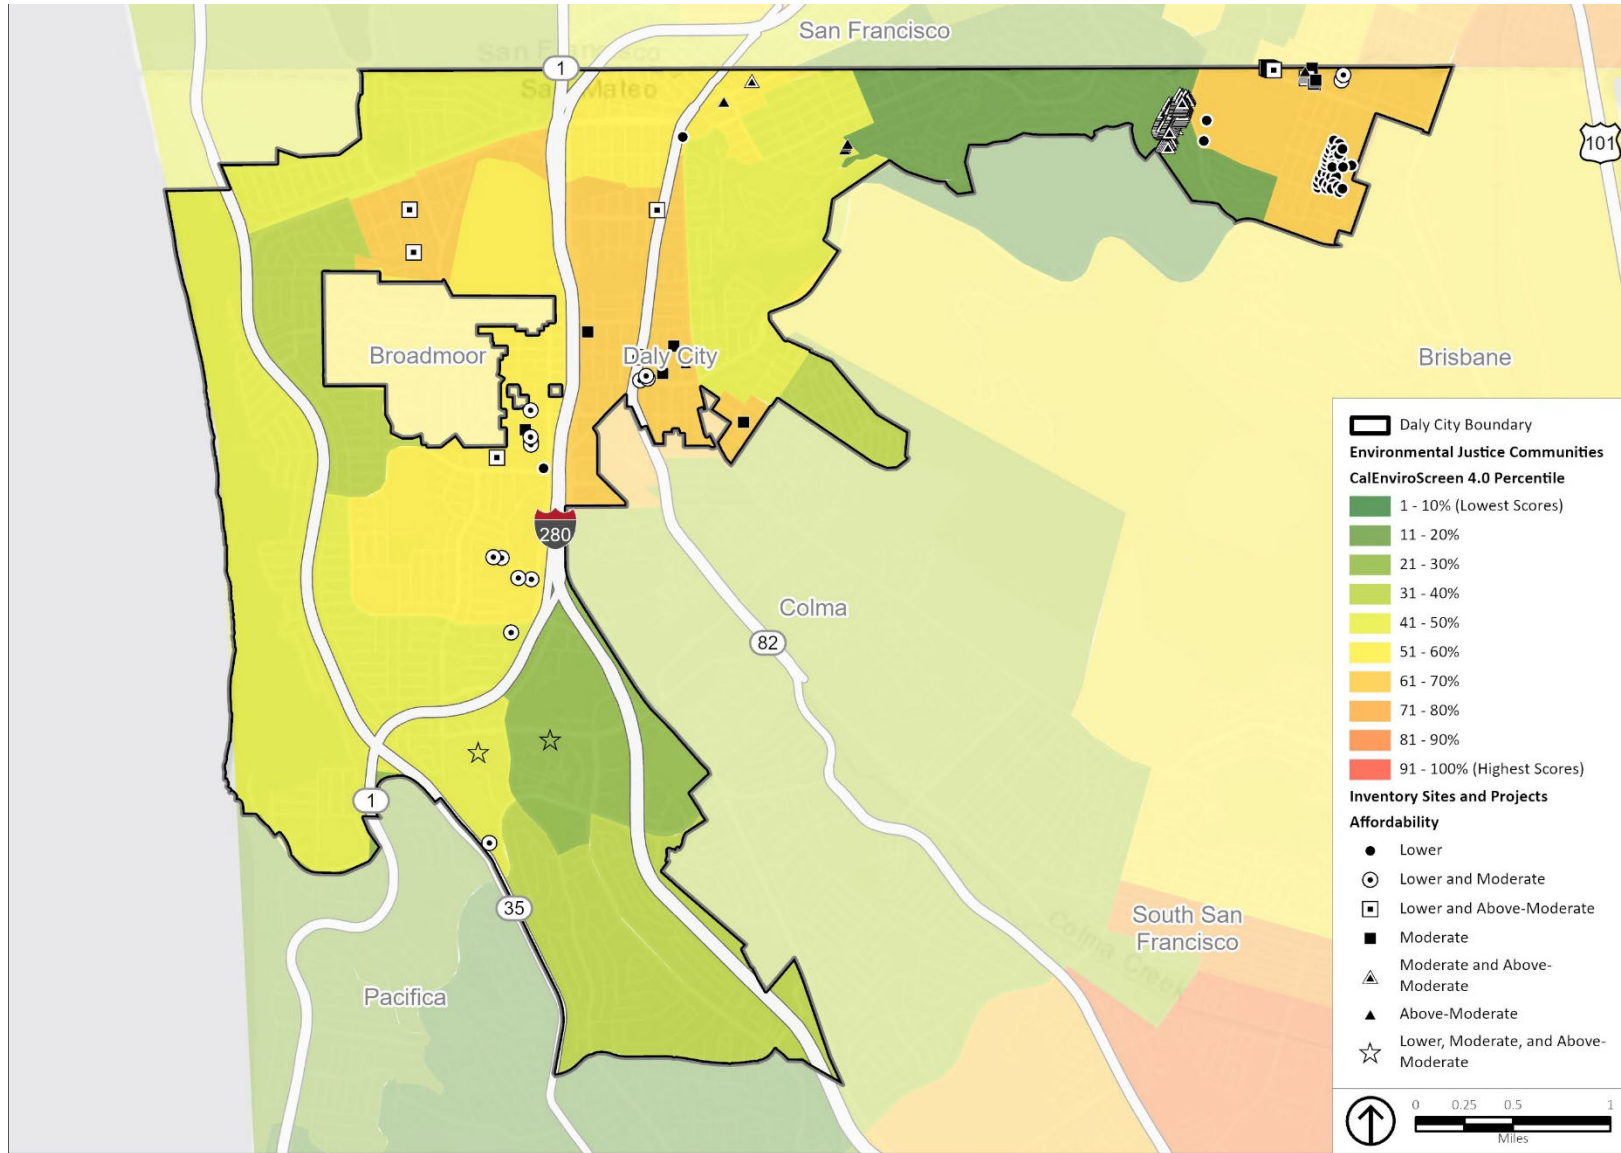 San Francisco
San Francisco
San Mateo
1
101
Broadmoor
Daly City
Brisbane
280
Colma
82
1
35
Pacifica
South San
Francisco
Colma Creek
Daly City Boundary
Environmental Justice Communities
CalEnviroScreen 4.0 Percentile
1 - 10% (Lowest Scores)
11 - 20%
21 - 30%
31 - 40%
41 - 50%
51 - 60%
61 - 70%
71 - 80%
81 - 90%
91 - 100% (Highest Scores)
Inventory Sites and Projects
Affordability
Lower
Lower and Moderate
Lower and Above-Moderate
Moderate
Moderate and Above-
Moderate
Above-Moderate
Lower, Moderate, and Above-
Moderate
0 0.25 0.5 1
Miles